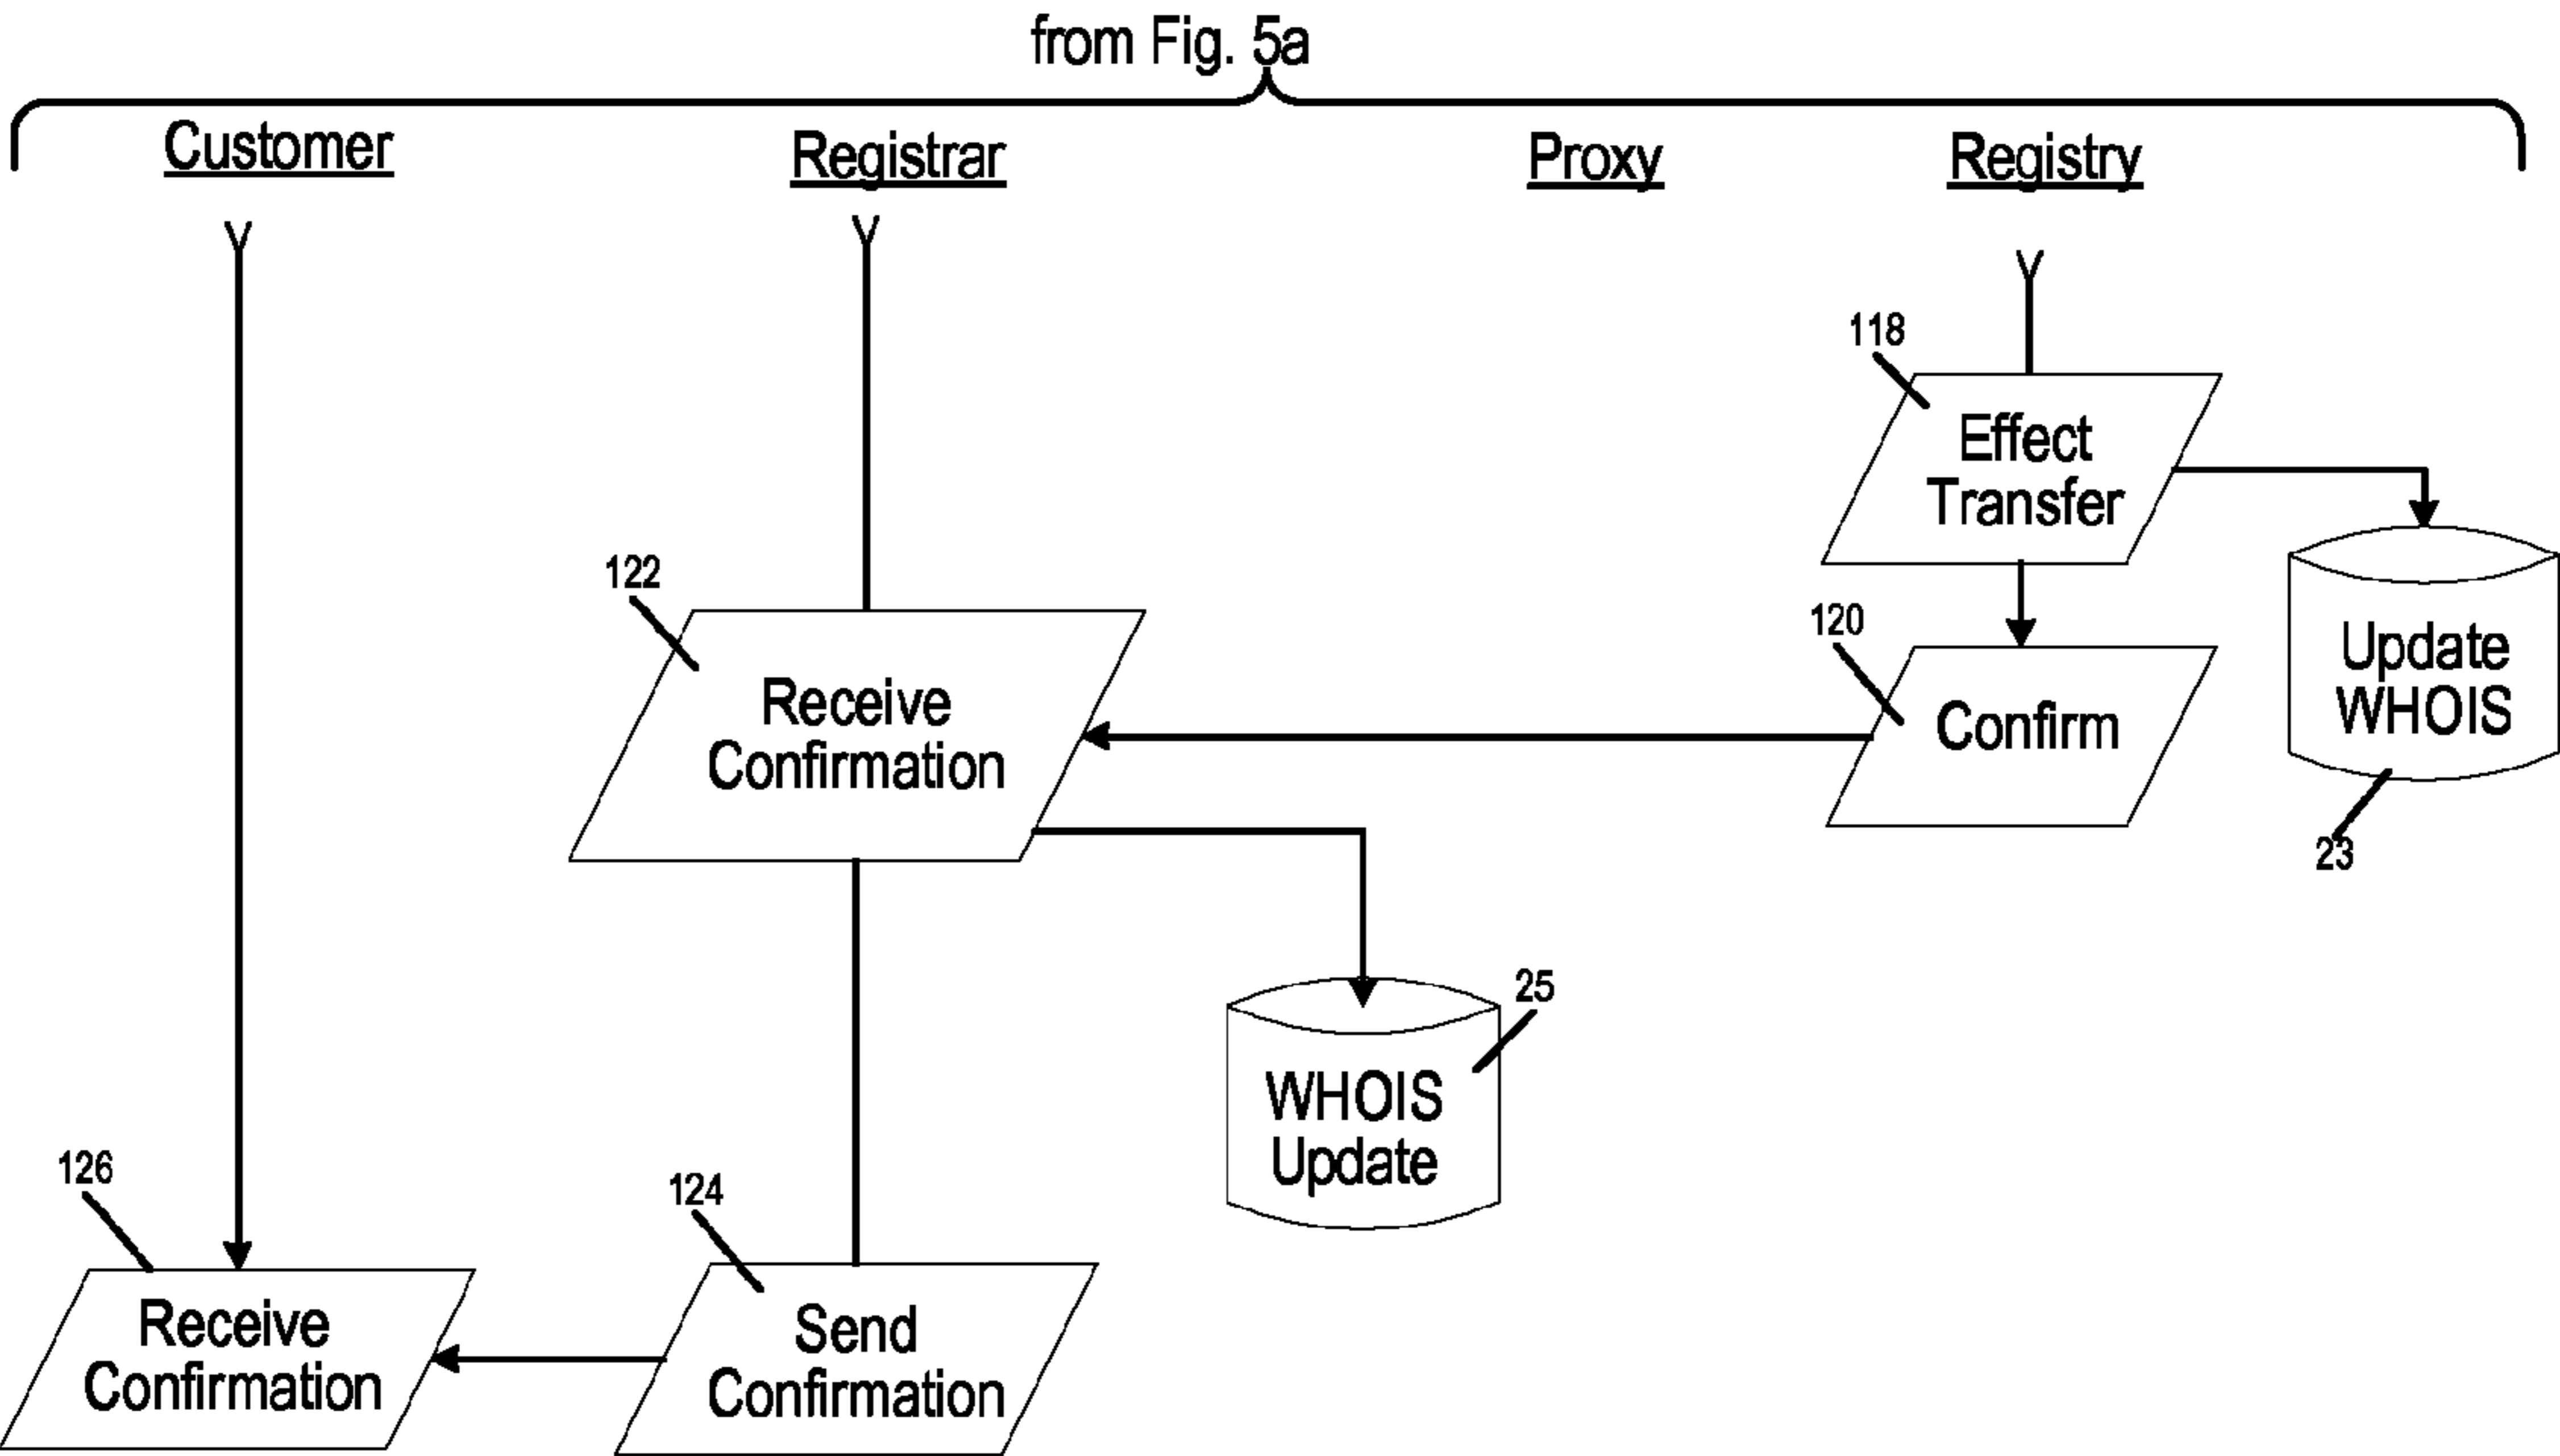 from Fig. 5a
Customer
Registrar
Proxy
Registry
118
Effect
Transfer
122
120
Update
WHOIS
Receive
Confirmation
Confirm
23
25
WHOIS
Update
126
124
Receive
Confirmation
Send
Confirmation